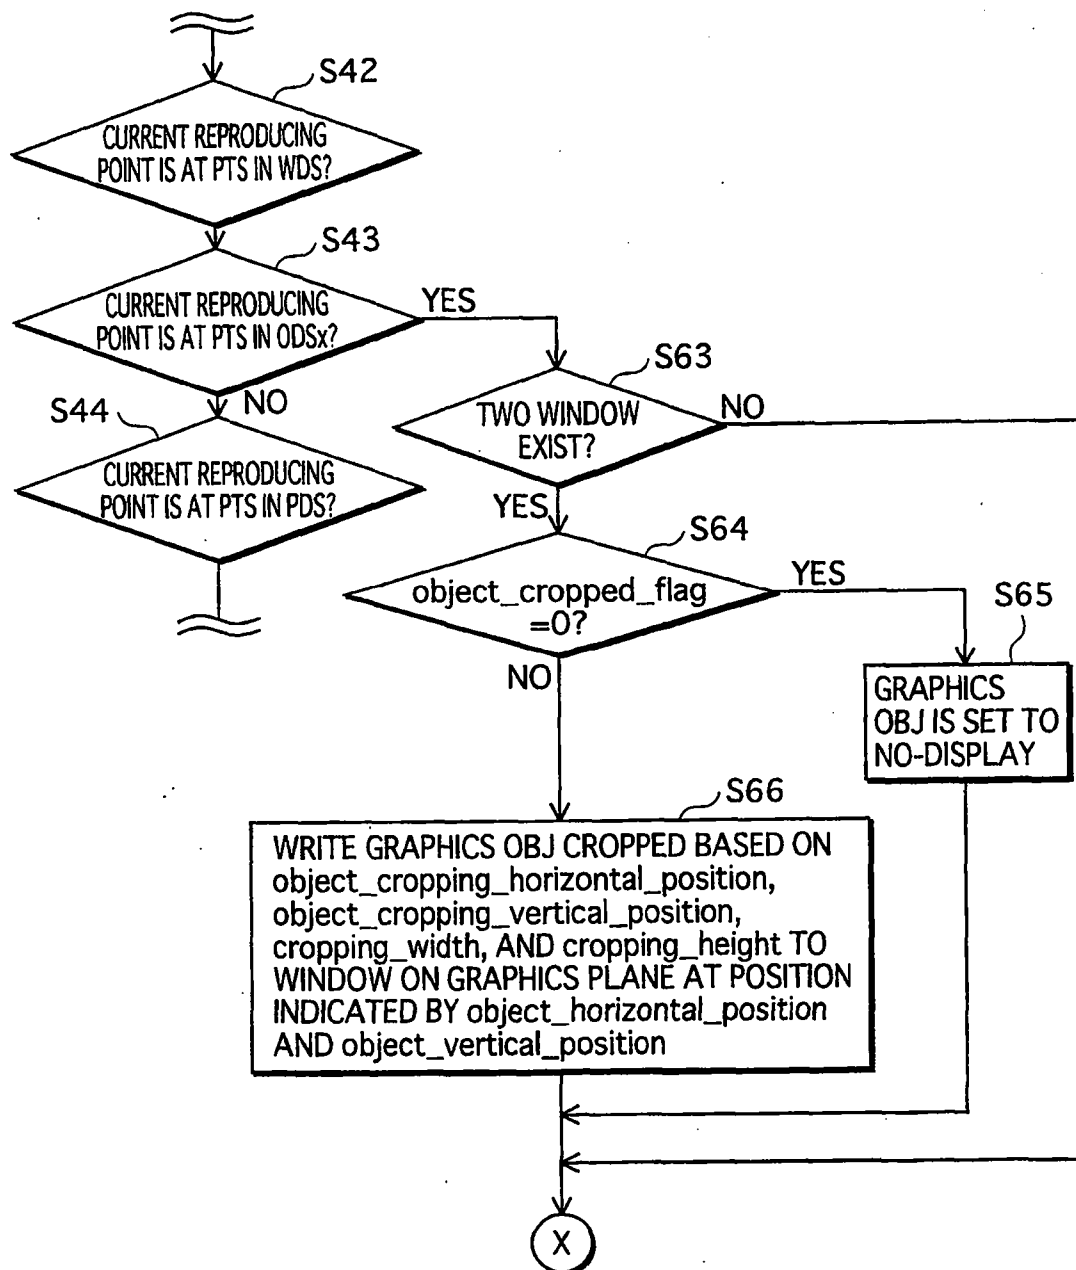 S42
CURRENT REPRODUCING
POINT IS AT PTS IN WDS?
S43
CURRENT REPRODUCING
POINT IS AT PTS IN ODSx?
YES
NO
S44
CURRENT REPRODUCING
POINT IS AT PTS IN PDS?
S63
TWO WINDOW
EXIST?
NO
YES
S64
object_cropped_flag
=0?
YES
NO
S65
GRAPHICS
OBJ IS SET TO
NO-DISPLAY
S66
WRITE GRAPHICS OBJ CROPPED BASED ON
object_cropping_horizontal_position,
object_cropping_vertical_position,
cropping_width, AND cropping_height TO
WINDOW ON GRAPHICS PLANE AT POSITION
INDICATED BY object_horizontal_position
AND object_vertical_position
X